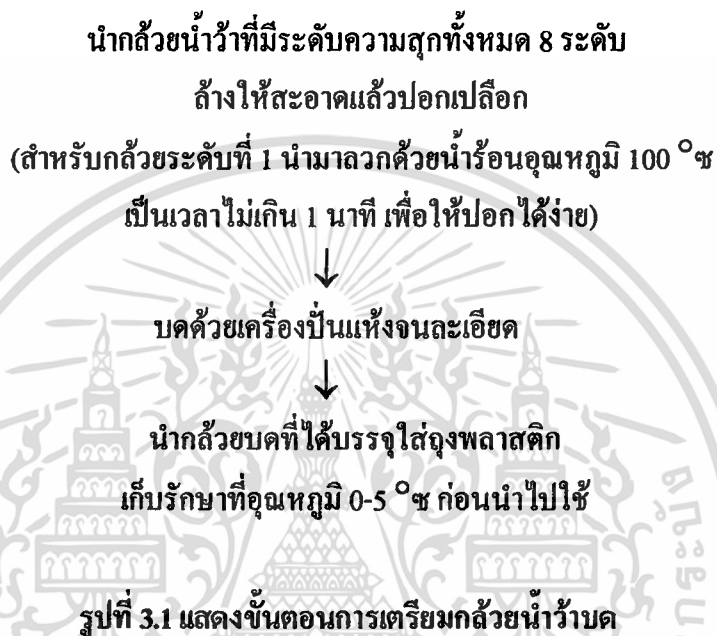 นำกล้วยน้ำว้าที่มีระดับความสุกทั้งหมด 8 ระดับ
ล้างให้สะอาดแล้วปอกเปลือก
(สำหรับกล้วยระดับที่ 1 นำมาลวกด้วยน้ำร้อนอุณหภูมิ 100 °ซ
เป็นเวลาไม่เกิน 1 นาที เพื่อให้ปอกได้ง่าย)
↓
บดด้วยเครื่องปั่นแห้งจนละเอียด
↓
นำกล้วยบดที่ได้บรรจุใส่ถุงพลาสติก
เก็บรักษาที่อุณหภูมิ 0-5 °ซ ก่อนนำไปใช้
รูปที่ 3.1 แสดงขั้นตอนการเตรียมกล้วยน้ำว้าบด